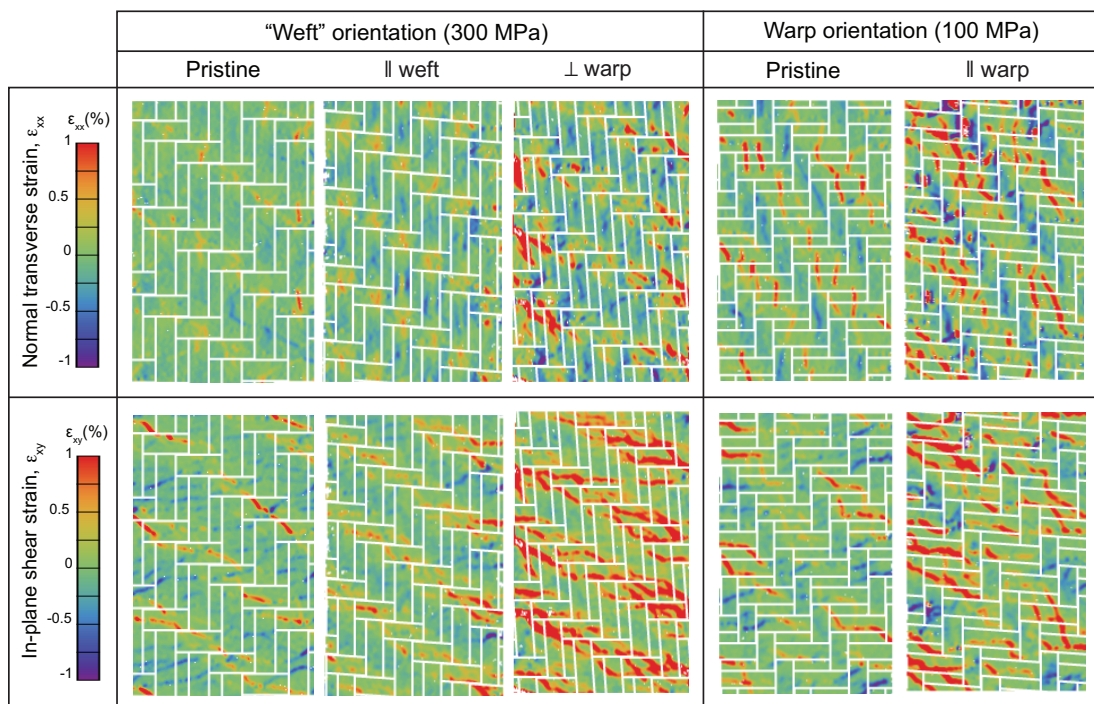 “Weft” orientation (300 MPa)
Warp orientation (100 MPa)
Pristine
∥ weft
⊥ warp
Pristine
∥ warp
Normal transverse strain, εxx
εxx(%)
1
0.5
0
-0.5
-1
In-plane shear strain, εxy
εxy(%)
1
0.5
0
-0.5
-1